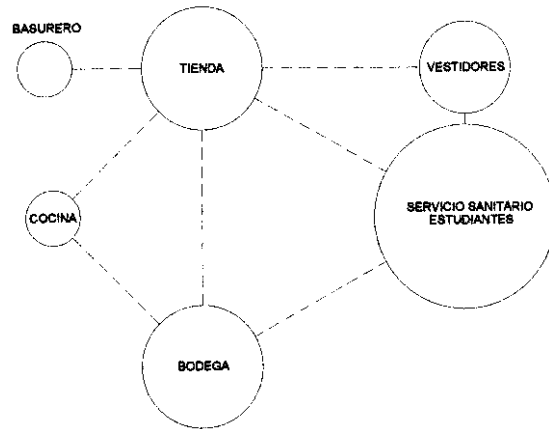 BASURERO
TIENDA
VESTIDORES
COCINA
SERVICIO SANITARIO
ESTUDIANTES
BODEGA